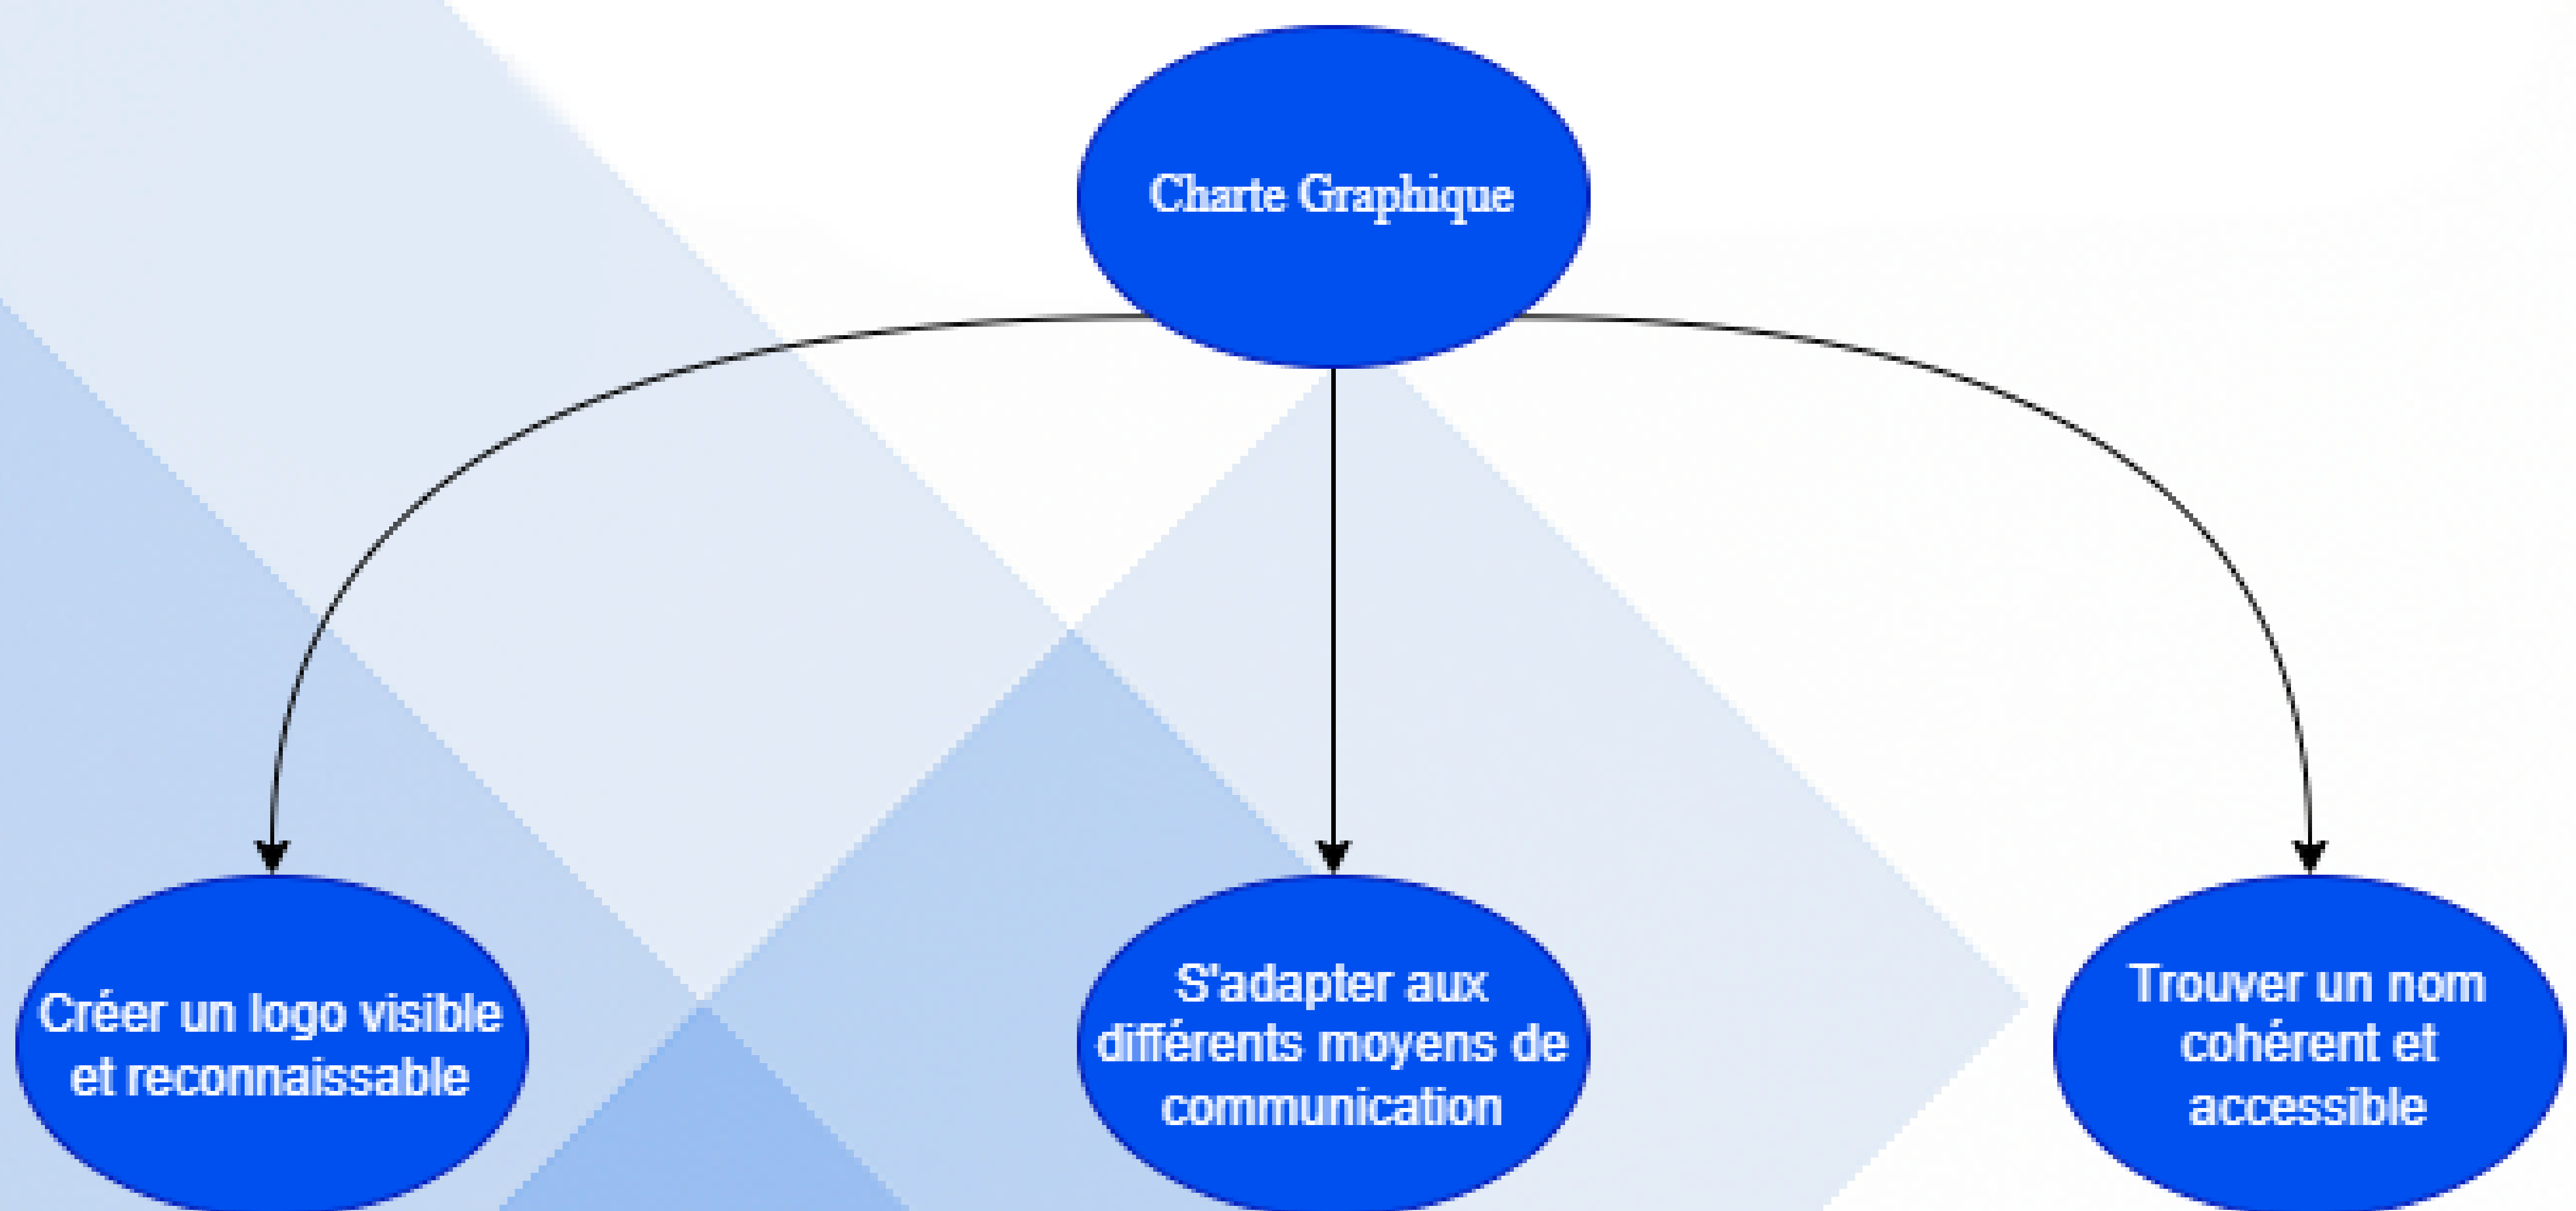 Charte Graphique
Créer un logo visible
et reconnaissable
S'adapter aux
différents moyens de
communication
Trouver un nom
cohérent et
accessible